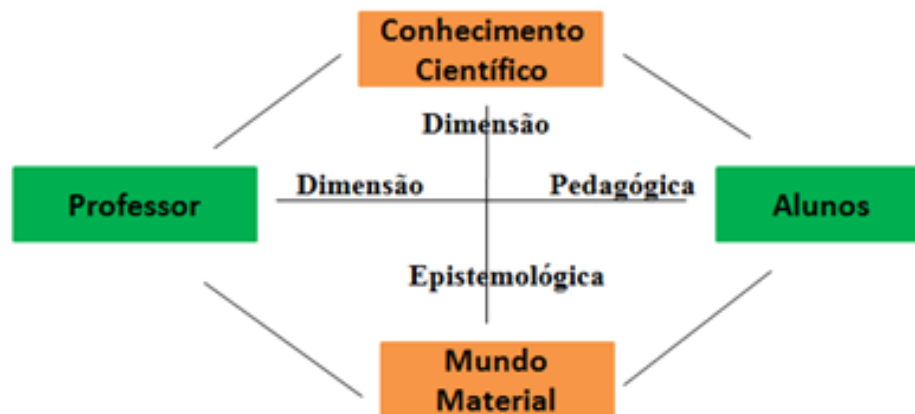 Conhecimento
Científico
Dimensão
Dimensão Pedagógica
Professor
Alunos
Epistemológica
Mundo
Material